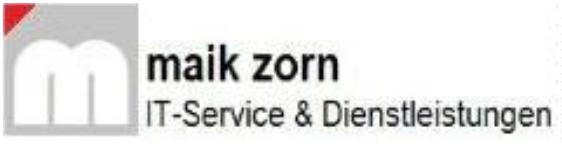 m
maik zorn
IT-Service & Dienstleistungen